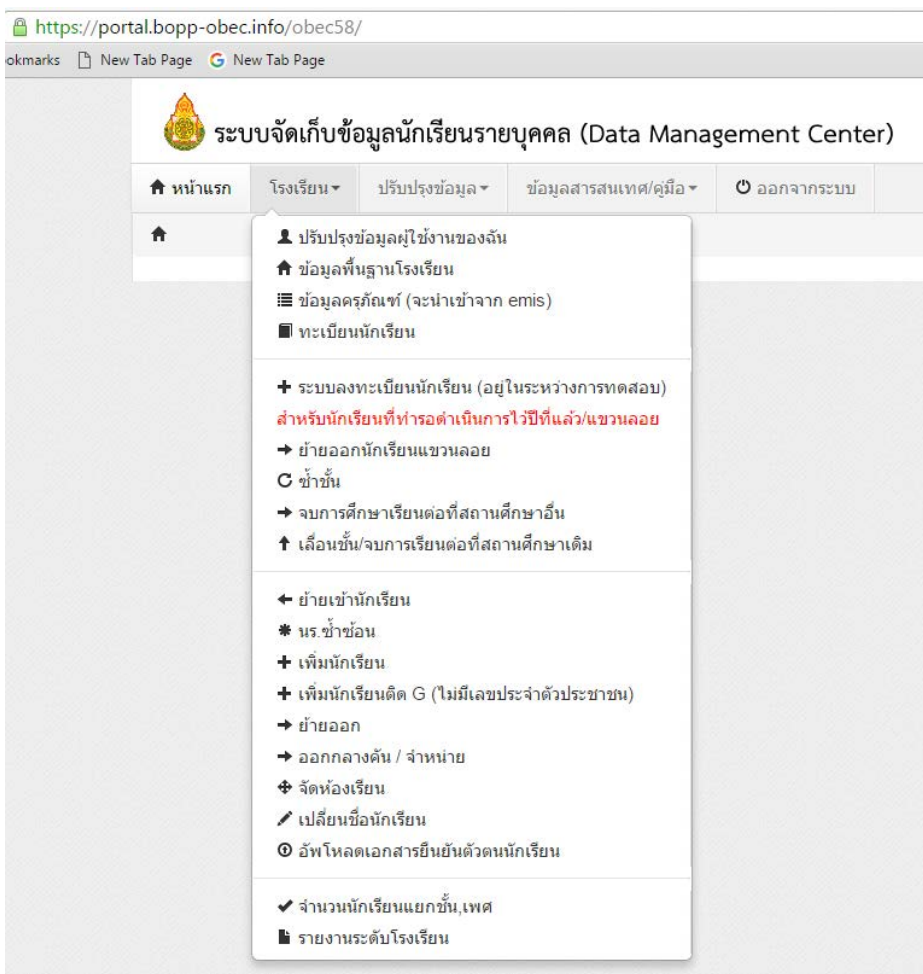 https://portal.bopp-obec.info/obec58/
ookmarks New Tab Page New Tab Page
ระบบจัดเก็บข้อมูลนักเรียนรายบุคคล (Data Management Center)
หน้าแรก โรงเรียน ปรับปรุงข้อมูล ข้อมูลสารสนเทศ/คู่มือ ออกจากระบบ
ปรับปรุงข้อมูลผู้ใช้งานของฉัน
ข้อมูลพื้นฐานโรงเรียน
ข้อมูลครุภัณฑ์ (จะนำเข้าจาก emis)
ทะเบียนนักเรียน
ระบบลงทะเบียนนักเรียน (อยู่ในระหว่างการทดสอบ)
สำหรับนักเรียนที่ทำรอดำเนินการไว้ปีที่แล้ว/แขวนลอย
ย้ายออกนักเรียนแขวนลอย
ซ้ำชั้น
จบการศึกษาเรียนต่อที่สถานศึกษาอื่น
เลื่อนชั้น/จบการเรียนต่อที่สถานศึกษาเดิม
ย้ายเข้านักเรียน
นร.ซ้ำซ้อน
เพิ่มนักเรียน
เพิ่มนักเรียนติด G (ไม่มีเลขประจำตัวประชาชน)
ย้ายออก
ออกกลางคัน / จำหน่าย
จัดห้องเรียน
เปลี่ยนชื่อนักเรียน
อัพโหลดเอกสารยืนยันตัวตนนักเรียน
จำนวนนักเรียนแยกชั้น,เพศ
รายงานระดับโรงเรียน